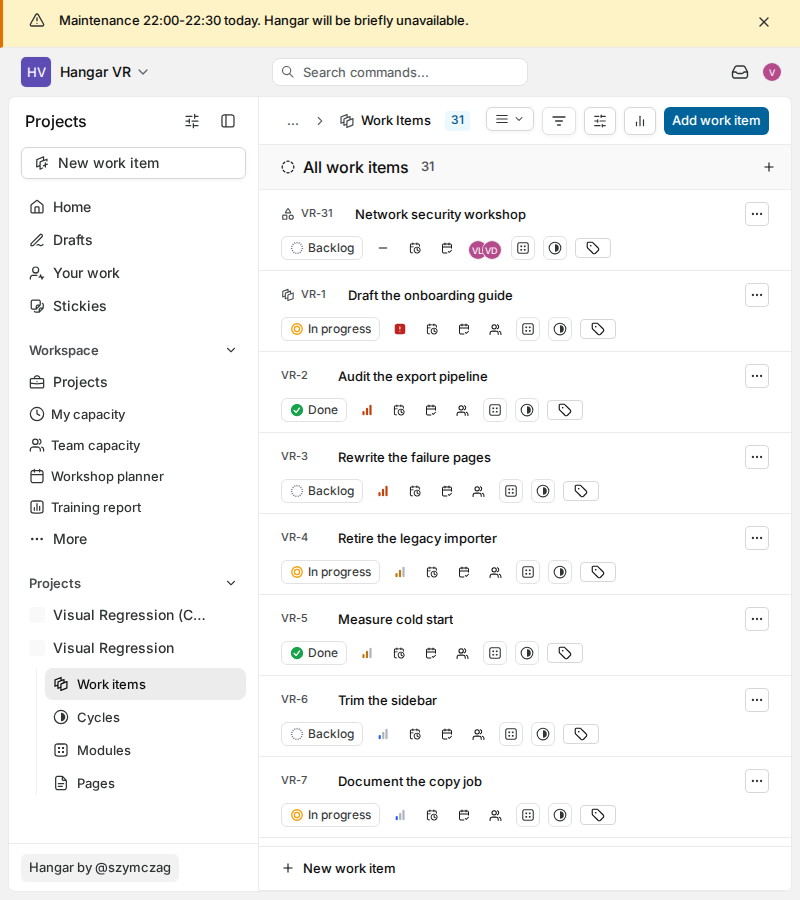 Maintenance 22:00-22:30 today. Hangar will be briefly unavailable.
HV Hangar VR
Search commands...
V
Projects
New work item
Home
Drafts
Your work
Stickies
Workspace
Projects
My capacity
Team capacity
Workshop planner
Training report
More
Projects
Visual Regression (C...
Visual Regression
Work items
Cycles
Modules
Pages
Hangar by @szymczag
... Work Items 31
Add work item
All work items 31
VR-31 Network security workshop
Backlog VL VD
VR-1 Draft the onboarding guide
In progress
VR-2 Audit the export pipeline
Done
VR-3 Rewrite the failure pages
Backlog
VR-4 Retire the legacy importer
In progress
VR-5 Measure cold start
Done
VR-6 Trim the sidebar
Backlog
VR-7 Document the copy job
In progress
New work item